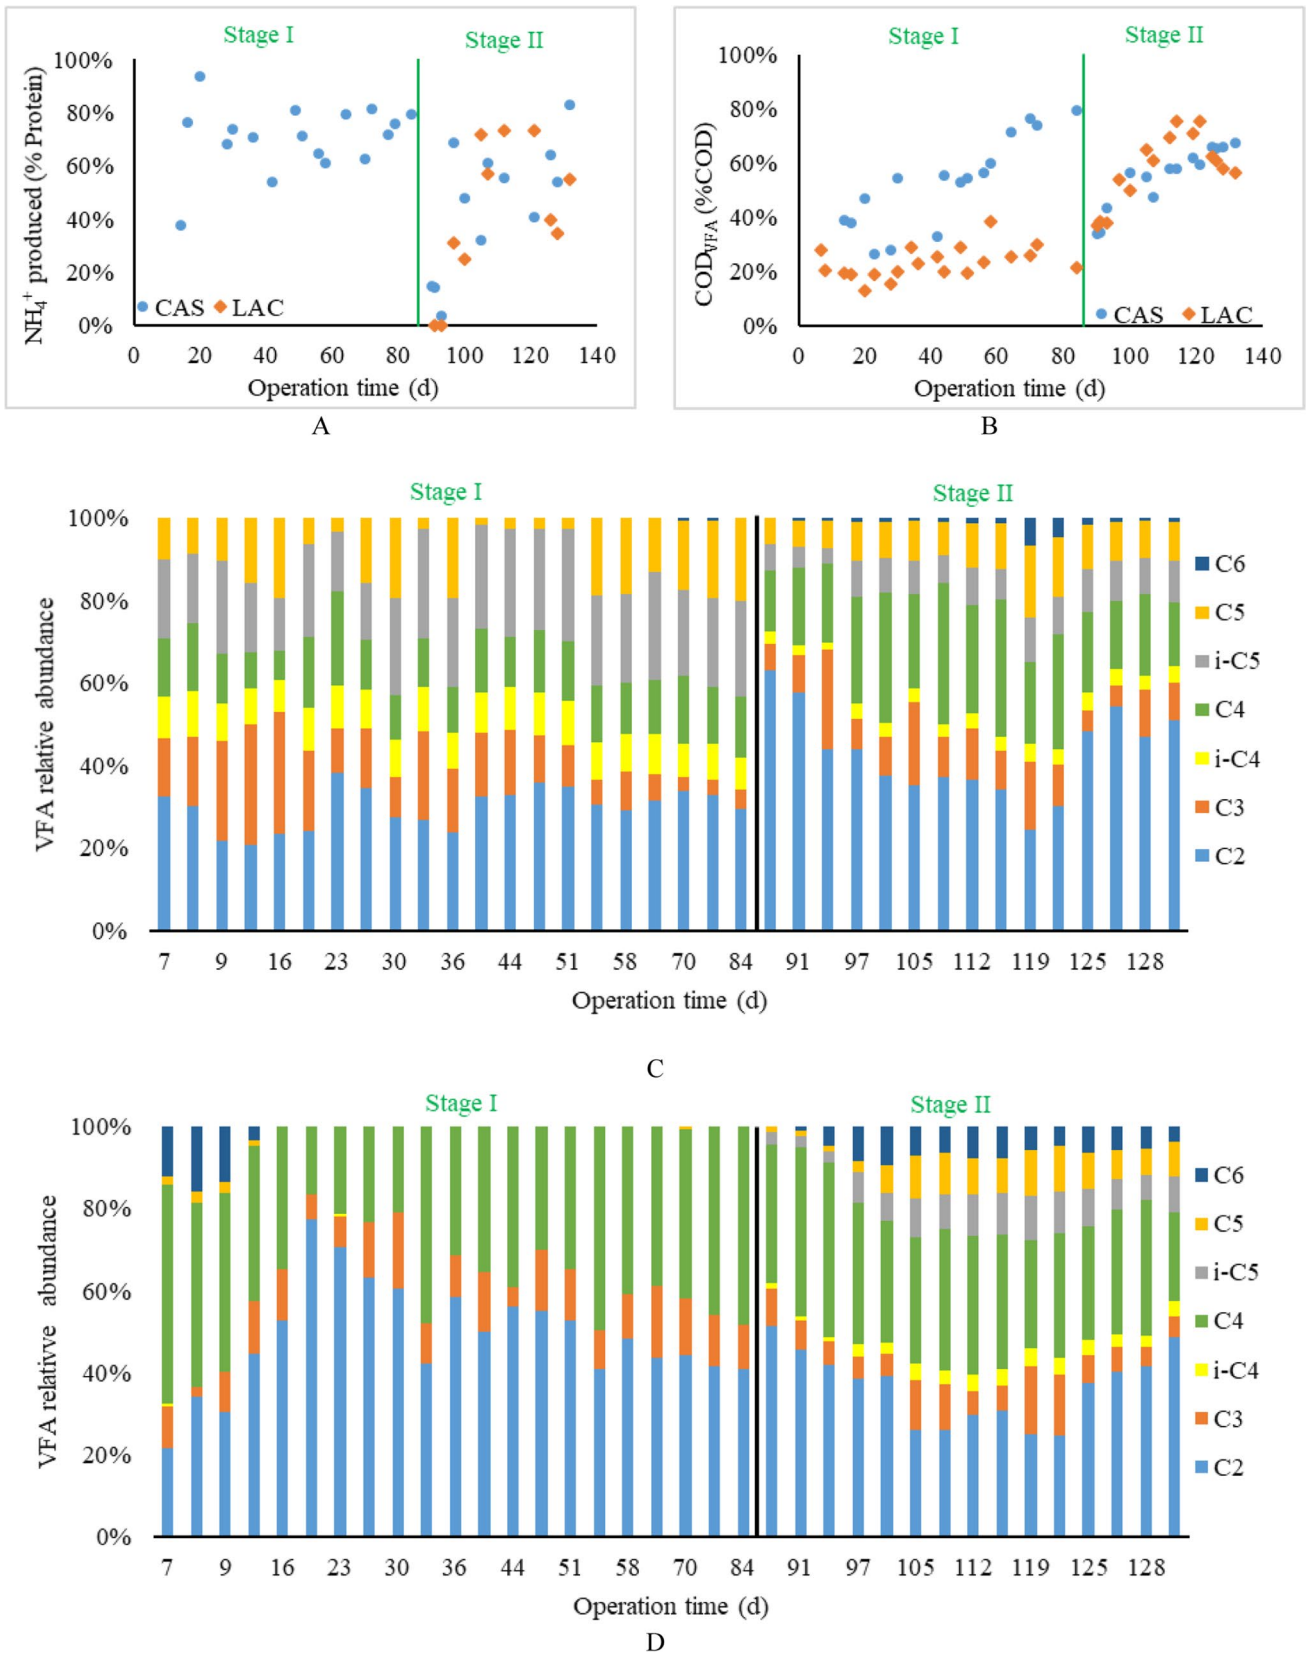 Stage I
Stage II
NH4+ produced (% Protein)
100%
80%
60%
40%
20%
0%
CAS LAC
0 20 40 60 80 100 120 140
Operation time (d)
A
Stage I
Stage II
CODVFA (%COD)
100%
80%
60%
40%
20%
0%
CAS LAC
0 20 40 60 80 100 120 140
Operation time (d)
B
Stage I
Stage II
VFA relative abundance
100%
80%
60%
40%
20%
0%
C6
C5
i-C5
C4
i-C4
C3
C2
7 9 16 23 30 36 44 51 58 70 84 91 97 105 112 119 125 128
Operation time (d)
C
Stage I
Stage II
VFA relativve abundance
100%
80%
60%
40%
20%
0%
C6
C5
i-C5
C4
i-C4
C3
C2
7 9 16 23 30 36 44 51 58 70 84 91 97 105 112 119 125 128
Operation time (d)
D